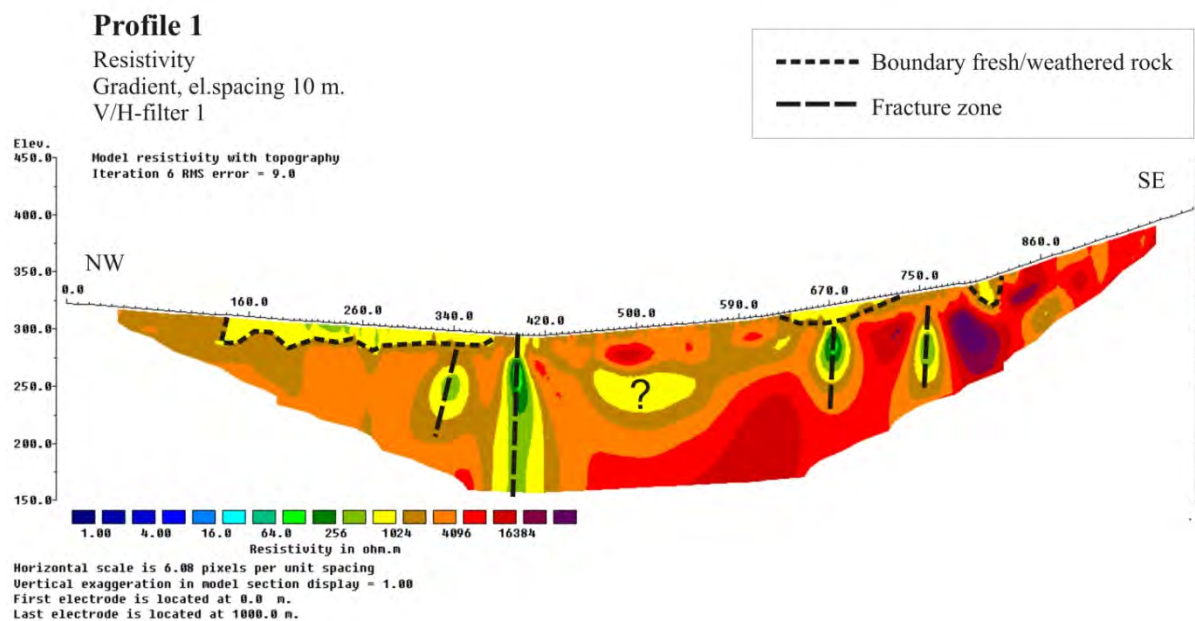 Profile 1
Resistivity
Gradient, el.spacing 10 m.
V/H-filter 1
Boundary fresh/weathered rock
Fracture zone
Elev.
Model resistivity with topography
Iteration 6 RMS error = 9.0
450.0
400.0
350.0
300.0
250.0
200.0
150.0
NW
SE
0.0 160.0 260.0 340.0 420.0 500.0 590.0 670.0 750.0 860.0
?
1.00 4.00 16.0 64.0 256 1024 4096 16384
Resistivity in ohm.m
Horizontal scale is 6.08 pixels per unit spacing
Vertical exaggeration in model section display = 1.00
First electrode is located at 0.0 m.
Last electrode is located at 1000.0 m.